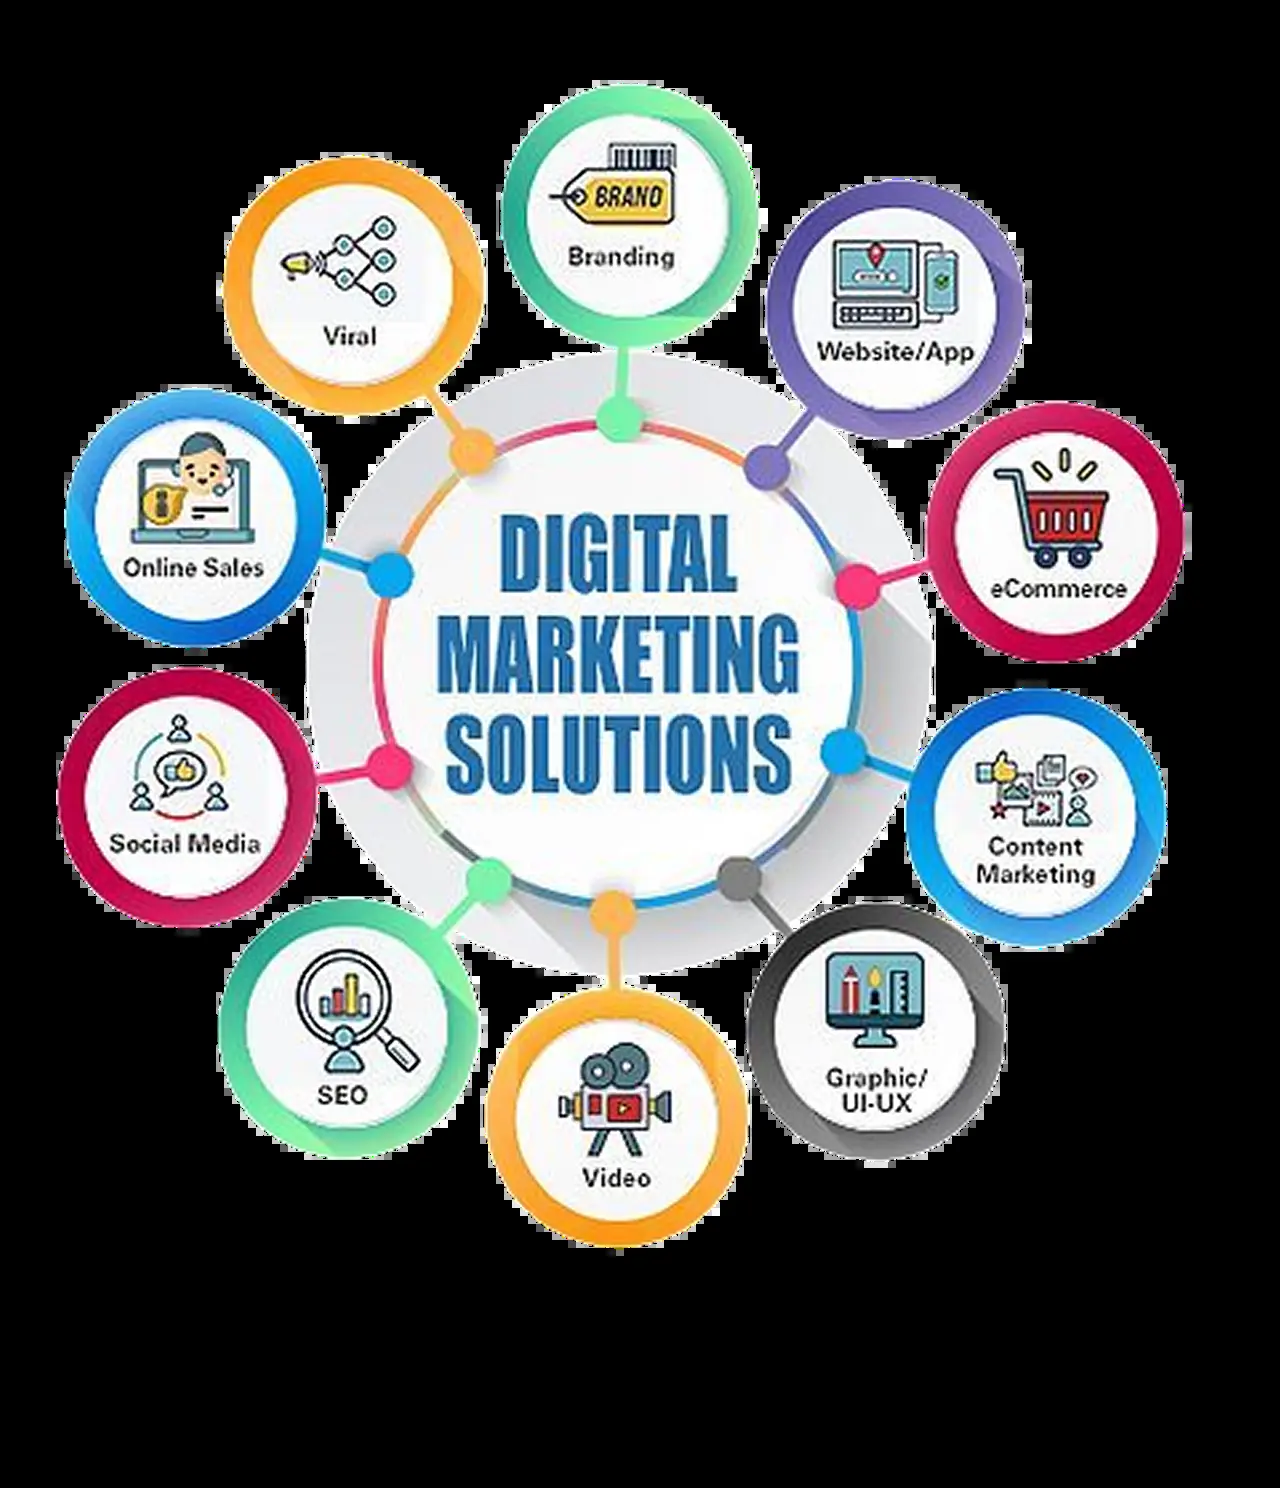 BRAND
Branding
Viral
Website/App
Online Sales
eCommerce
DIGITAL
MARKETING
SOLUTIONS
Social Media
Content
Marketing
SEO
Graphic/
UI-UX
Video